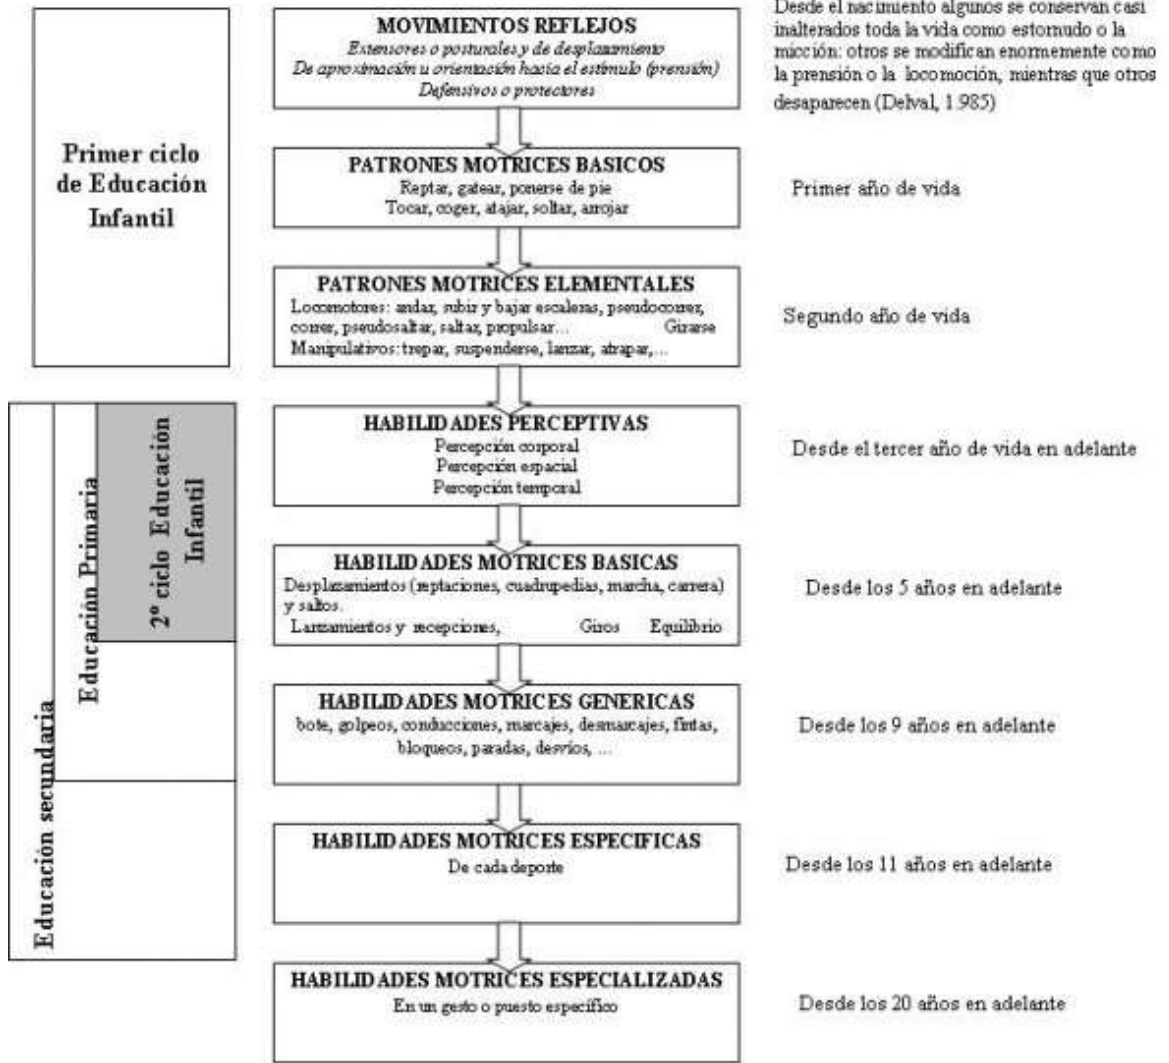 MOVIMIENTOS REFLEJOS
Extensores o posturales y de desplazamiento
De aproximación u orientación hacia el estímulo (prensión)
Defensivos o protectores
Desde el nacimiento algunos se conservan casi
inalterados toda la vida como estornudo o la
micción: otros se modifican enormemente como
la prensión o la locomoción, mientras que otros
desaparecen (Delval, 1.985)
Primer ciclo
de Educación
Infantil
PATRONES MOTRICES BASICOS
Reptar, gatear, ponerse de pie
Tocar, coger, atajar, soltar, arrojar
Primer año de vida
PATRONES MOTRICES ELEMENTALES
Locomotores: andar, subir y bajar escaleras, pseudocorrer,
correr, pseudosaltar, saltar, propulsar... Girarse
Manipulativos: trepar, suspenderse, lanzar, atrapar,...
Segundo año de vida
Educación secundaria
Educación Primaria
2º ciclo Educación
Infantil
HABILIDADES PERCEPTIVAS
Percepción corporal
Percepción espacial
Percepción temporal
Desde el tercer año de vida en adelante
HABILIDADES MOTRICES BASICAS
Desplazamientos (reptaciones, cuadrupedias, marcha, carrera)
y saltos.
Lanzamientos y recepciones, Giros Equilibrio
Desde los 5 años en adelante
HABILIDADES MOTRICES GENERICAS
bote, golpeos, conducciones, marcajes, desmarcajes, fintas,
bloqueos, paradas, desvíos, ...
Desde los 9 años en adelante
HABILIDADES MOTRICES ESPECIFICAS
De cada deporte
Desde los 11 años en adelante
HABILIDADES MOTRICES ESPECIALIZADAS
En un gesto o puesto específico
Desde los 20 años en adelante